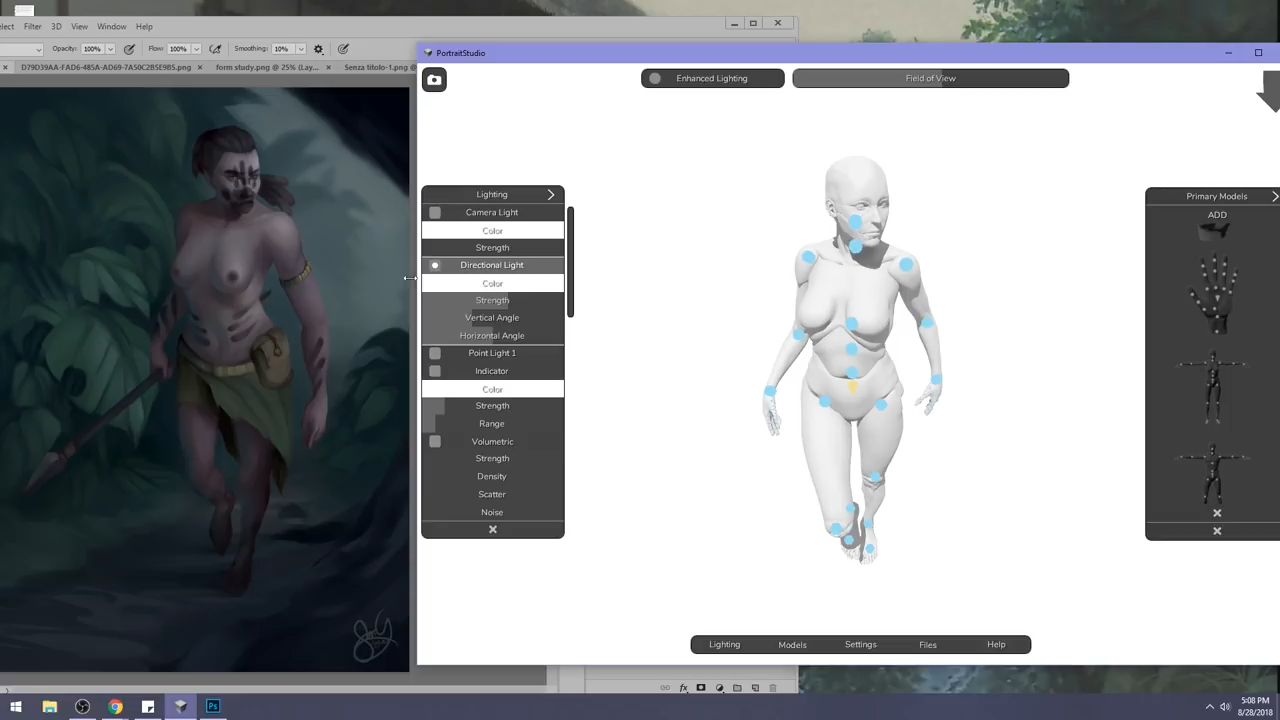 elect Filter 3D View Window Help
Opacity: 100% Flow: 100% Smoothing: 10%
D79D39AA-FAD6-485A-AD69-7A50C2B5E9B5.png × form study.png @ 25% (Lay... × Senza titolo-1.png @
PortraitStudio
Enhanced Lighting
Field of View
Lighting
Camera Light
Color
Strength
Directional Light
Color
Strength
Vertical Angle
Horizontal Angle
Point Light 1
Indicator
Color
Strength
Range
Volumetric
Strength
Density
Scatter
Noise
Primary Models
ADD
Lighting Models Settings Files Help
fx
Ps
5:08 PM
8/28/2018